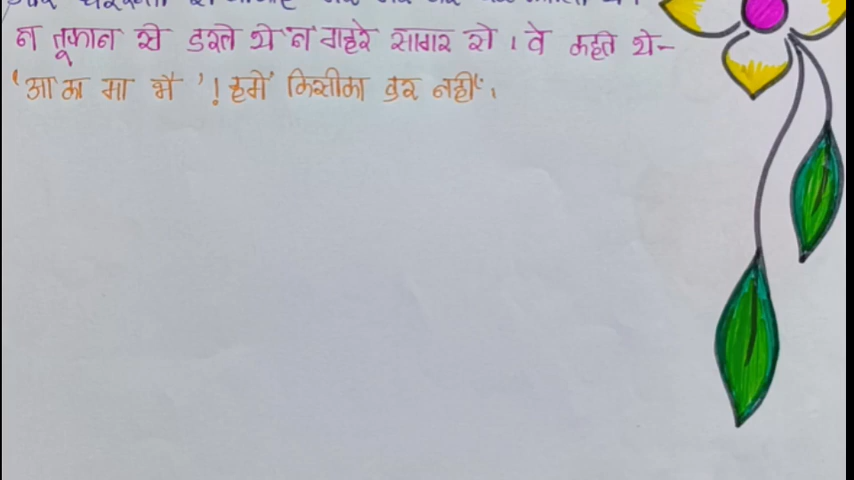 न तूफान से डरते थे न गहरे सागर से । वे कहते थे-
'आ का मा भै '! हमें किसीका डर नहीं ।